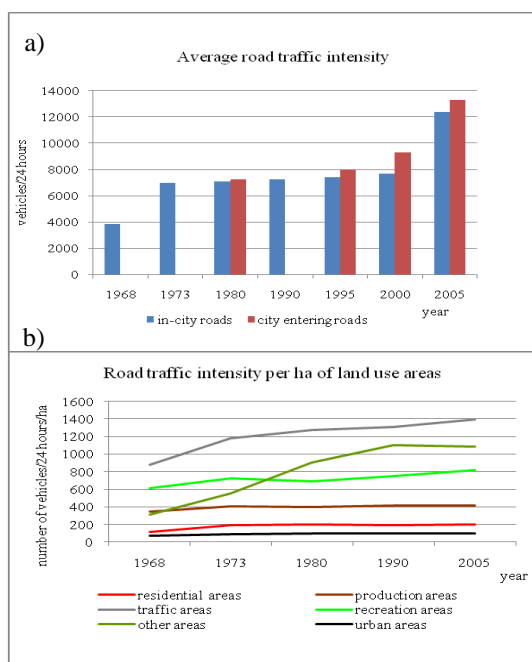 a)
Average road traffic intensity
vehicles/24 hours
14000
12000
10000
8000
6000
4000
2000
0
1968 1973 1980 1990 1995 2000 2005
year
in-city roads city entering roads
b)
Road traffic intensity per ha of land use areas
number of vehicles/24 hours/ha
1600
1400
1200
1000
800
600
400
200
0
1968 1973 1980 1990 2005
year
residential areas production areas
traffic areas recreation areas
other areas urban areas